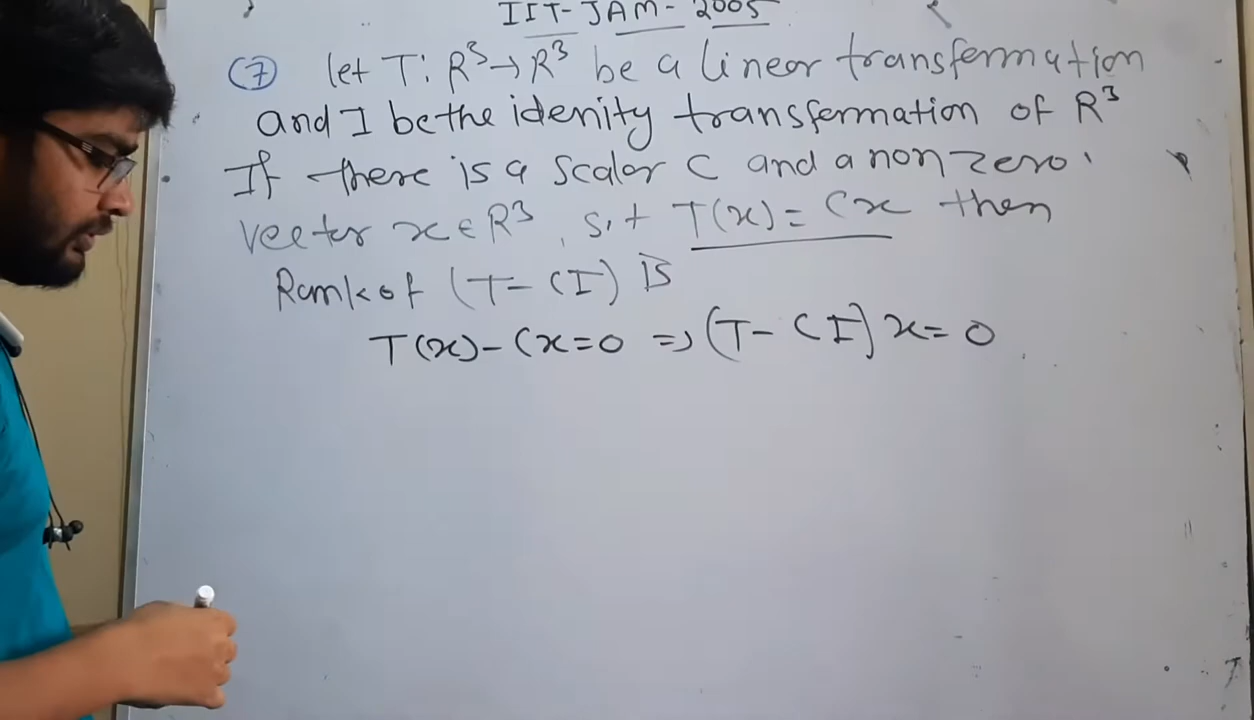 IIT-JAM-2005
(7) let T: R³→R³ be a linear transformation
and I be the idenity transformation of R³
If there is a scalar C and a non zero
vector x ∈ R³, s.t T(x) = Cx then
Rank of (T-CI) is
T(x)-Cx=0 => (T-CI)x=0